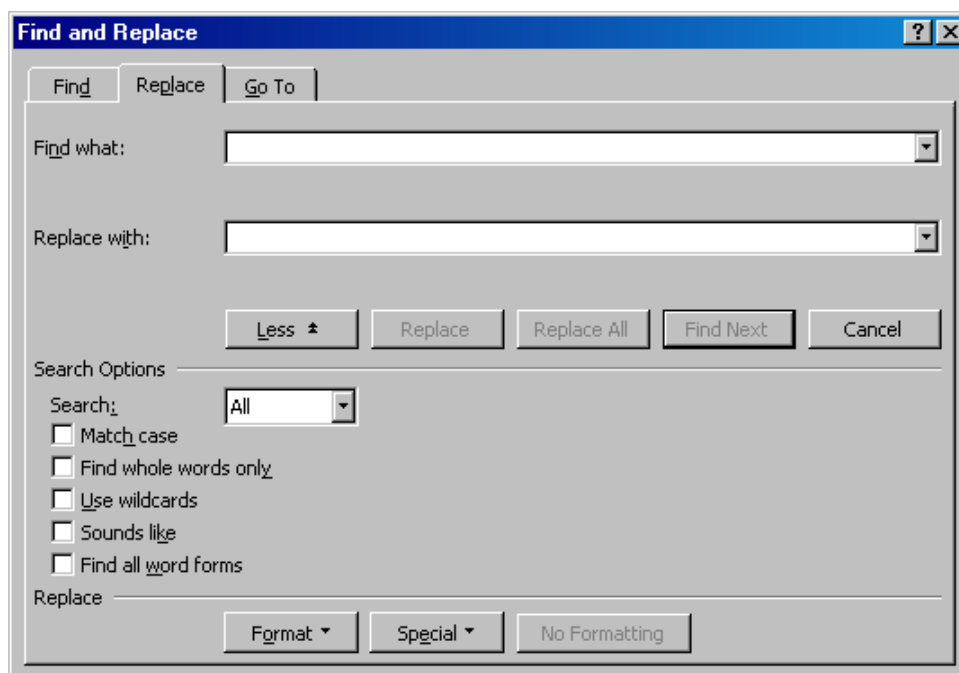 Find and Replace
Find Replace Go To
Find what:
Replace with:
Less Replace Replace All Find Next Cancel
Search Options
Search: All
Match case
Find whole words only
Use wildcards
Sounds like
Find all word forms
Replace
Format Special No Formatting